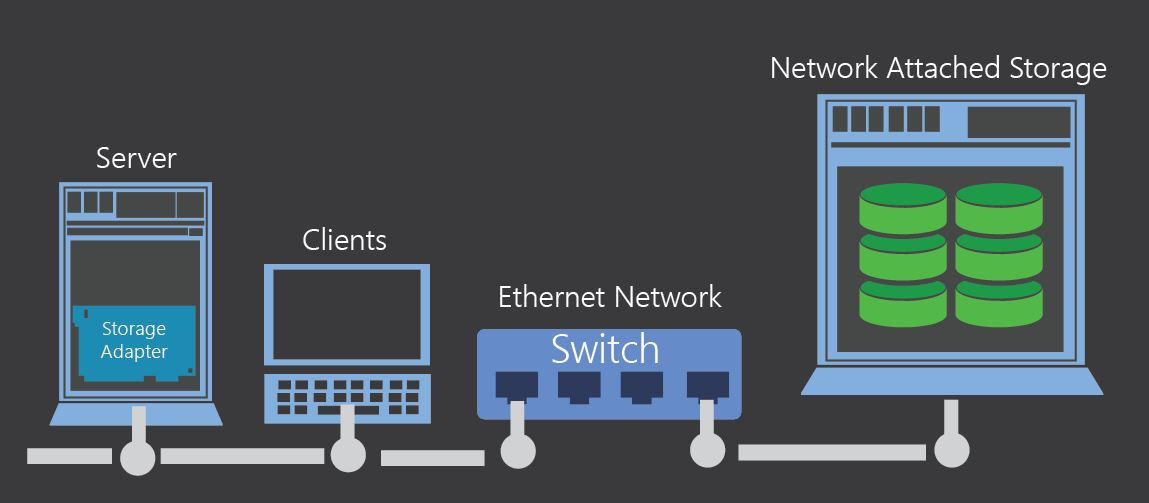 Network Attached Storage
Server
Clients
Ethernet Network
Switch
Storage
Adapter